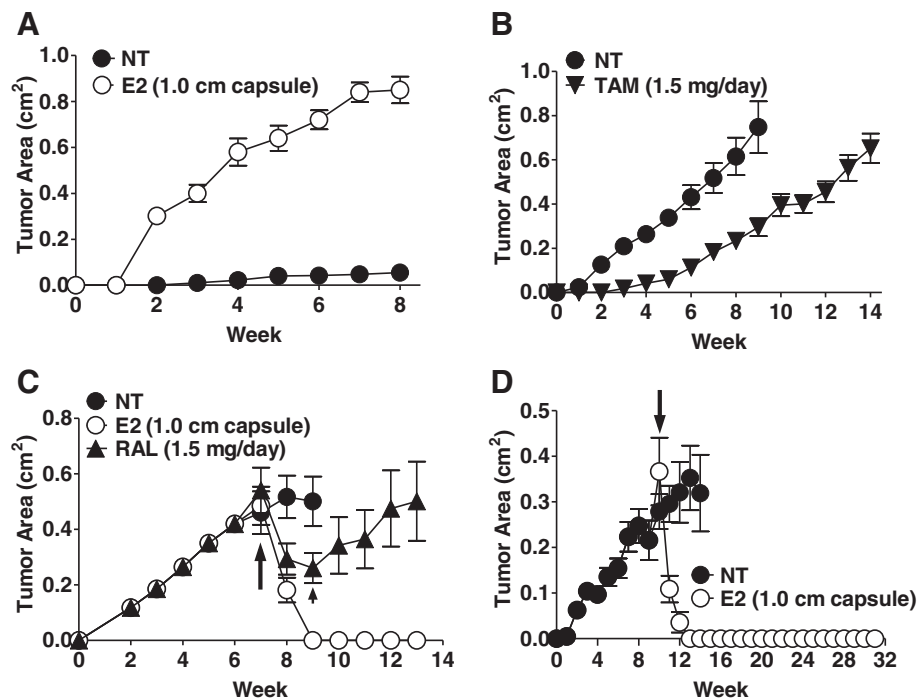 A
NT
E2 (1.0 cm capsule)
Tumor Area (cm²)
1.0
0.8
0.6
0.4
0.2
0.0
0 2 4 6 8
Week
B
NT
TAM (1.5 mg/day)
Tumor Area (cm²)
1.0
0.8
0.6
0.4
0.2
0.0
0 2 4 6 8 10 12 14
Week
C
NT
E2 (1.0 cm capsule)
RAL (1.5 mg/day)
Tumor Area (cm²)
0.8
0.6
0.4
0.2
0.0
0 2 4 6 8 10 12 14
Week
D
Tumor Area (cm²)
0.5
0.4
0.3
0.2
0.1
0.0
NT
E2 (1.0 cm capsule)
0 4 8 12 16 20 24 28 32
Week